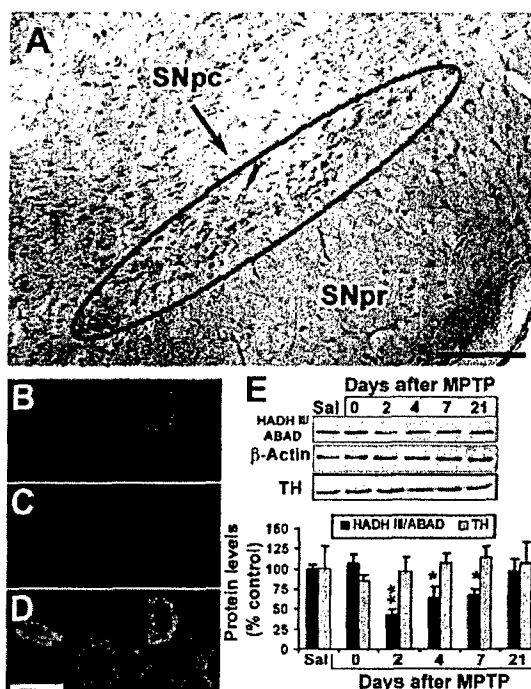 A
SNpc
SNpr
B
C
D
E
Days after MPTP
Sal 0 2 4 7 21
HADH II/
ABAD
β-Actin
TH
HADH II/ABAD TH
Protein levels
(% control)
150
125
100
75
50
25
0
** * *
Sal 0 2 4 7 21
Days after MPTP